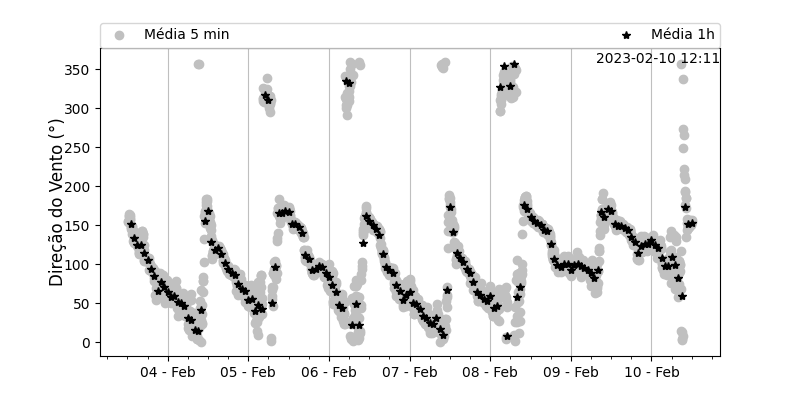 Média 5 min
Média 1h
2023-02-10 12:11
Direção do Vento (°)
350
300
250
200
150
100
50
0
04 - Feb
05 - Feb
06 - Feb
07 - Feb
08 - Feb
09 - Feb
10 - Feb